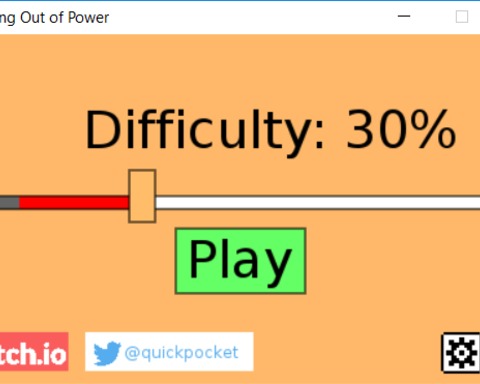 ng Out of Power
Difficulty: 30%
Play
tch.io
@quickpocket